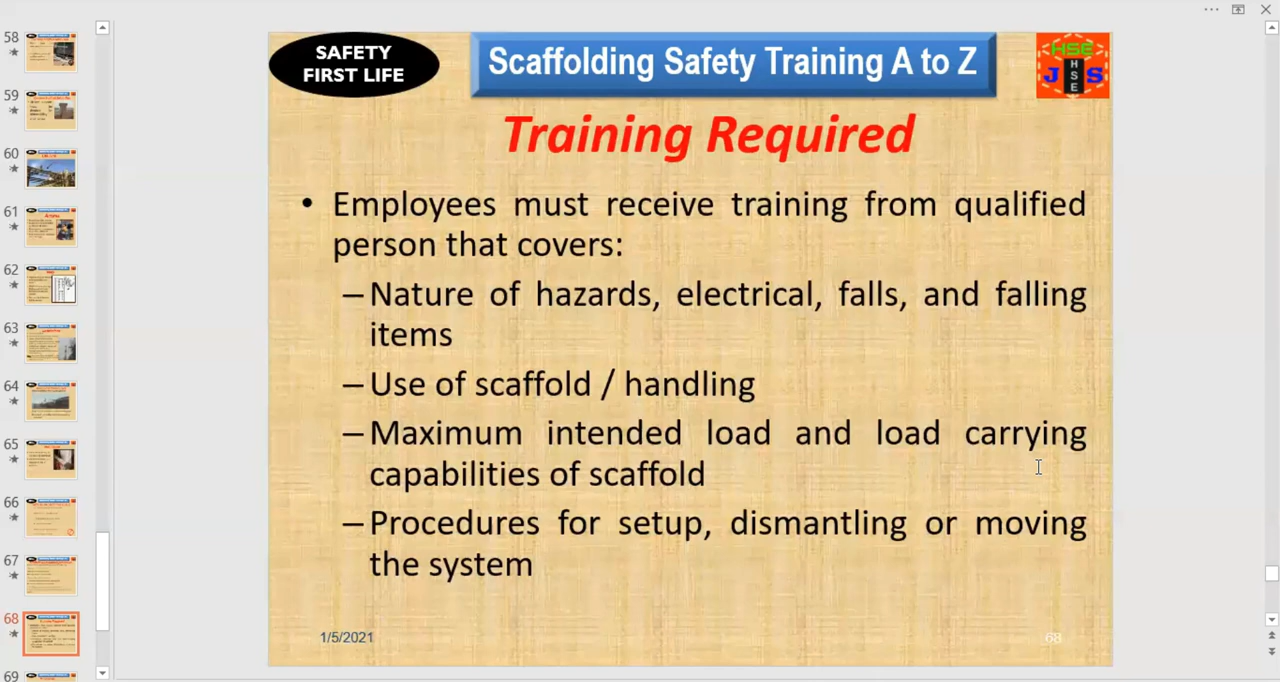 58
59
60
61
62
63
64
65
66
67
68
69
SAFETY
FIRST LIFE
Scaffolding Safety Training A to Z
HSE
J S
H
S
E
Training Required
• Employees must receive training from qualified
person that covers:
–Nature of hazards, electrical, falls, and falling
items
–Use of scaffold / handling
–Maximum intended load and load carrying
capabilities of scaffold
–Procedures for setup, dismantling or moving
the system
1/5/2021
68